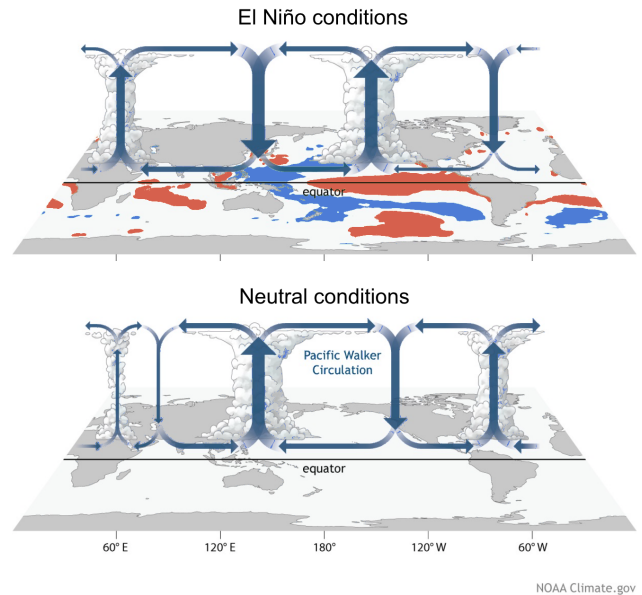 El Niño conditions
equator
Neutral conditions
Pacific Walker
Circulation
equator
60° E 120° E 180° 120° W 60° W
NOAA Climate.gov